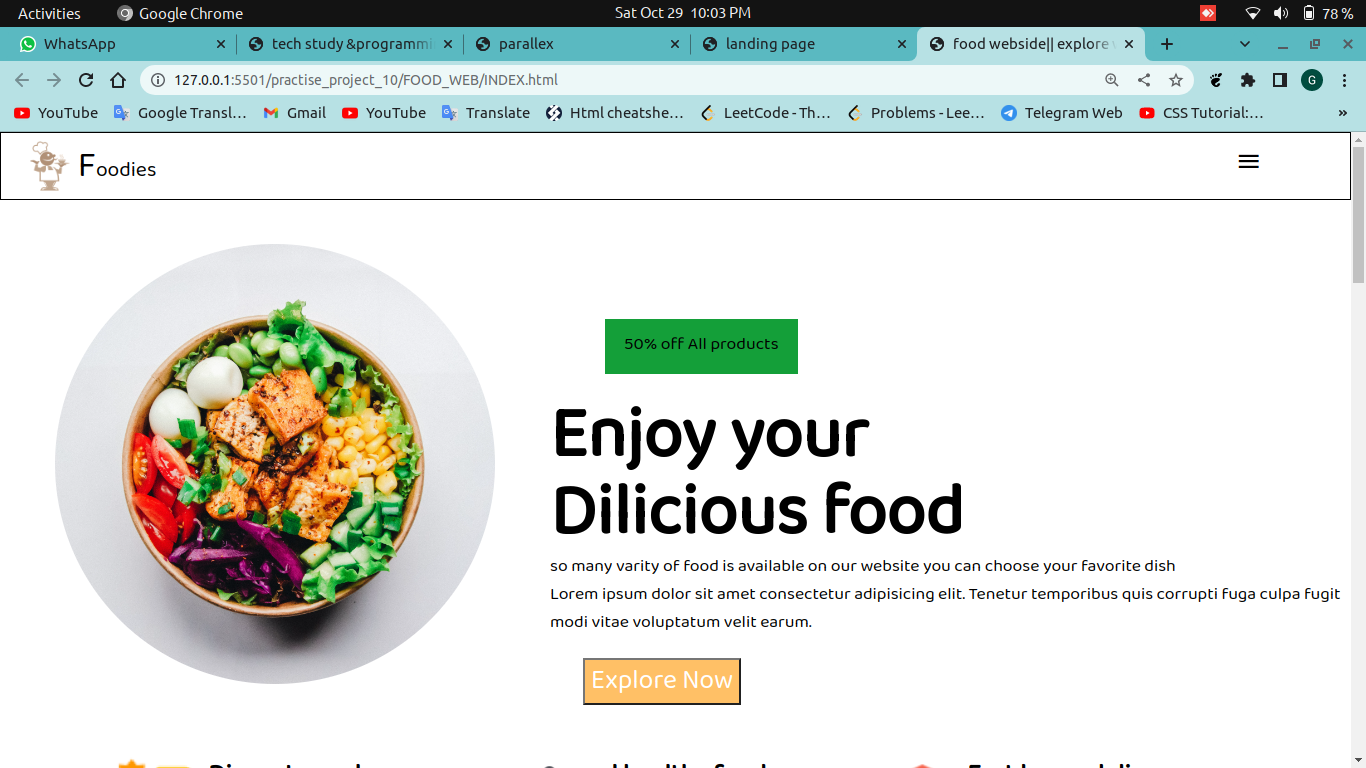 Activities Google Chrome Sat Oct 29 10:03 PM 78 %
WhatsApp tech study &programmi parallex landing page food webside|| explore
127.0.0.1:5501/practise_project_10/FOOD_WEB/INDEX.html G
YouTube Google Transl… Gmail YouTube Translate Html cheatshe… LeetCode - Th… Problems - Lee… Telegram Web CSS Tutorial:… »
Foodies
50% off All products
Enjoy your
Dilicious food
so many varity of food is available on our website you can choose your favorite dish
Lorem ipsum dolor sit amet consectetur adipisicing elit. Tenetur temporibus quis corrupti fuga culpa fugit
modi vitae voluptatum velit earum.
Explore Now